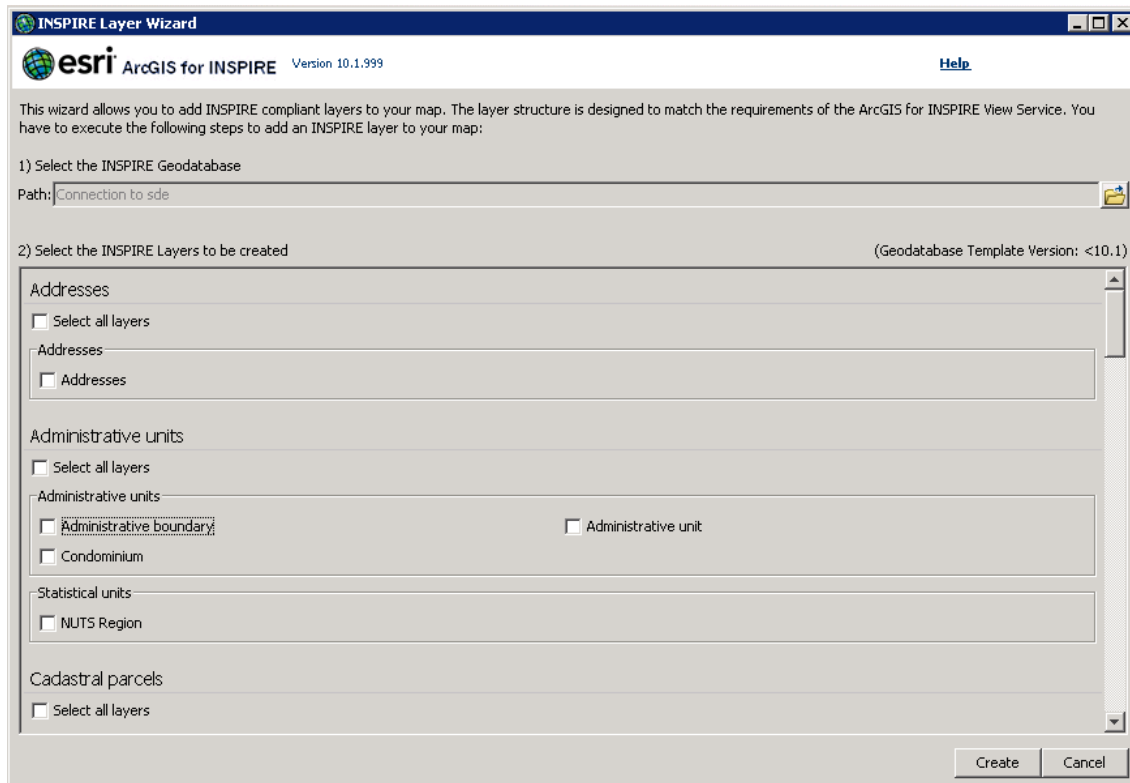 INSPIRE Layer Wizard
esri ArcGIS for INSPIRE Version 10.1.999 Help
This wizard allows you to add INSPIRE compliant layers to your map. The layer structure is designed to match the requirements of the ArcGIS for INSPIRE View Service. You
have to execute the following steps to add an INSPIRE layer to your map:
1) Select the INSPIRE Geodatabase
Path: Connection to sde
2) Select the INSPIRE Layers to be created (Geodatabase Template Version: <10.1)
Addresses
Select all layers
Addresses
Addresses
Administrative units
Select all layers
Administrative units
Administrative boundary Administrative unit
Condominium
Statistical units
NUTS Region
Cadastral parcels
Select all layers
Create Cancel